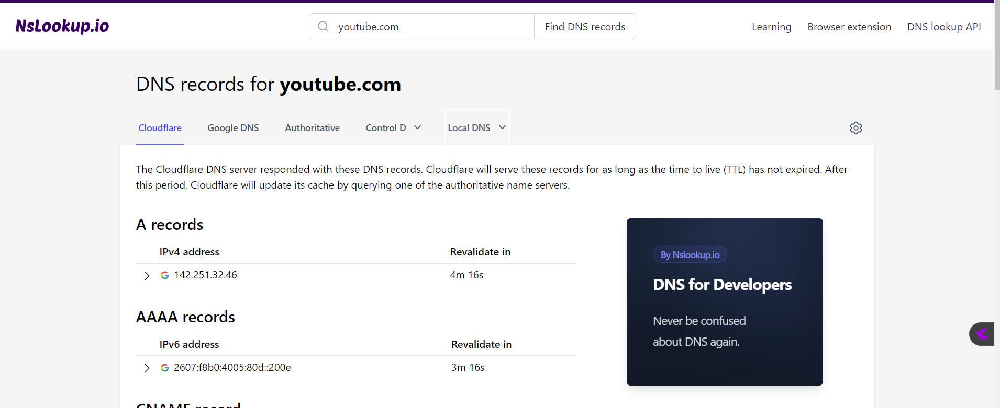 NsLookup.io
youtube.com
Find DNS records
Learning
Browser extension
DNS lookup API
DNS records for youtube.com
Cloudflare
Google DNS
Authoritative
Control D
Local DNS
The Cloudflare DNS server responded with these DNS records. Cloudflare will serve these records for as long as the time to live (TTL) has not expired. After
this period, Cloudflare will update its cache by querying one of the authoritative name servers.
A records
IPv4 address
Revalidate in
142.251.32.46
4m 16s
AAAA records
IPv6 address
Revalidate in
2607:f8b0:4005:80d::200e
3m 16s
By Nslookup.io
DNS for Developers
Never be confused
about DNS again.
CNAME record